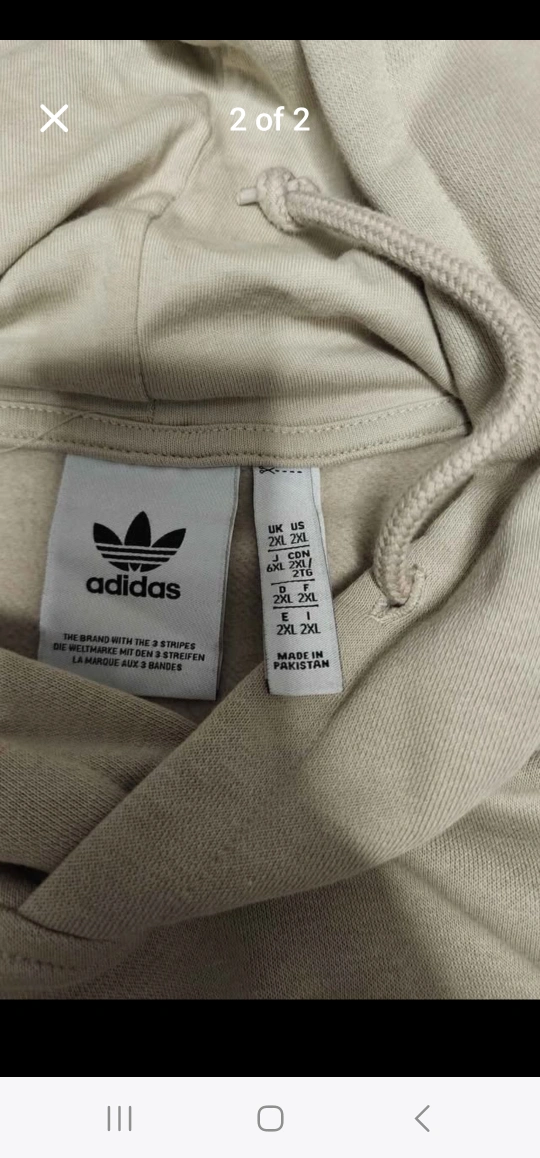 2 of 2
adidas
THE BRAND WITH THE 3 STRIPES
DIE WELTMARKE MIT DEN 3 STREIFEN
LA MARQUE AUX 3 BANDES
UK US
2XL 2XL
J CDN
6XL 2XL/
2TG
D F
2XL 2XL
E I
2XL 2XL
MADE IN
PAKISTAN